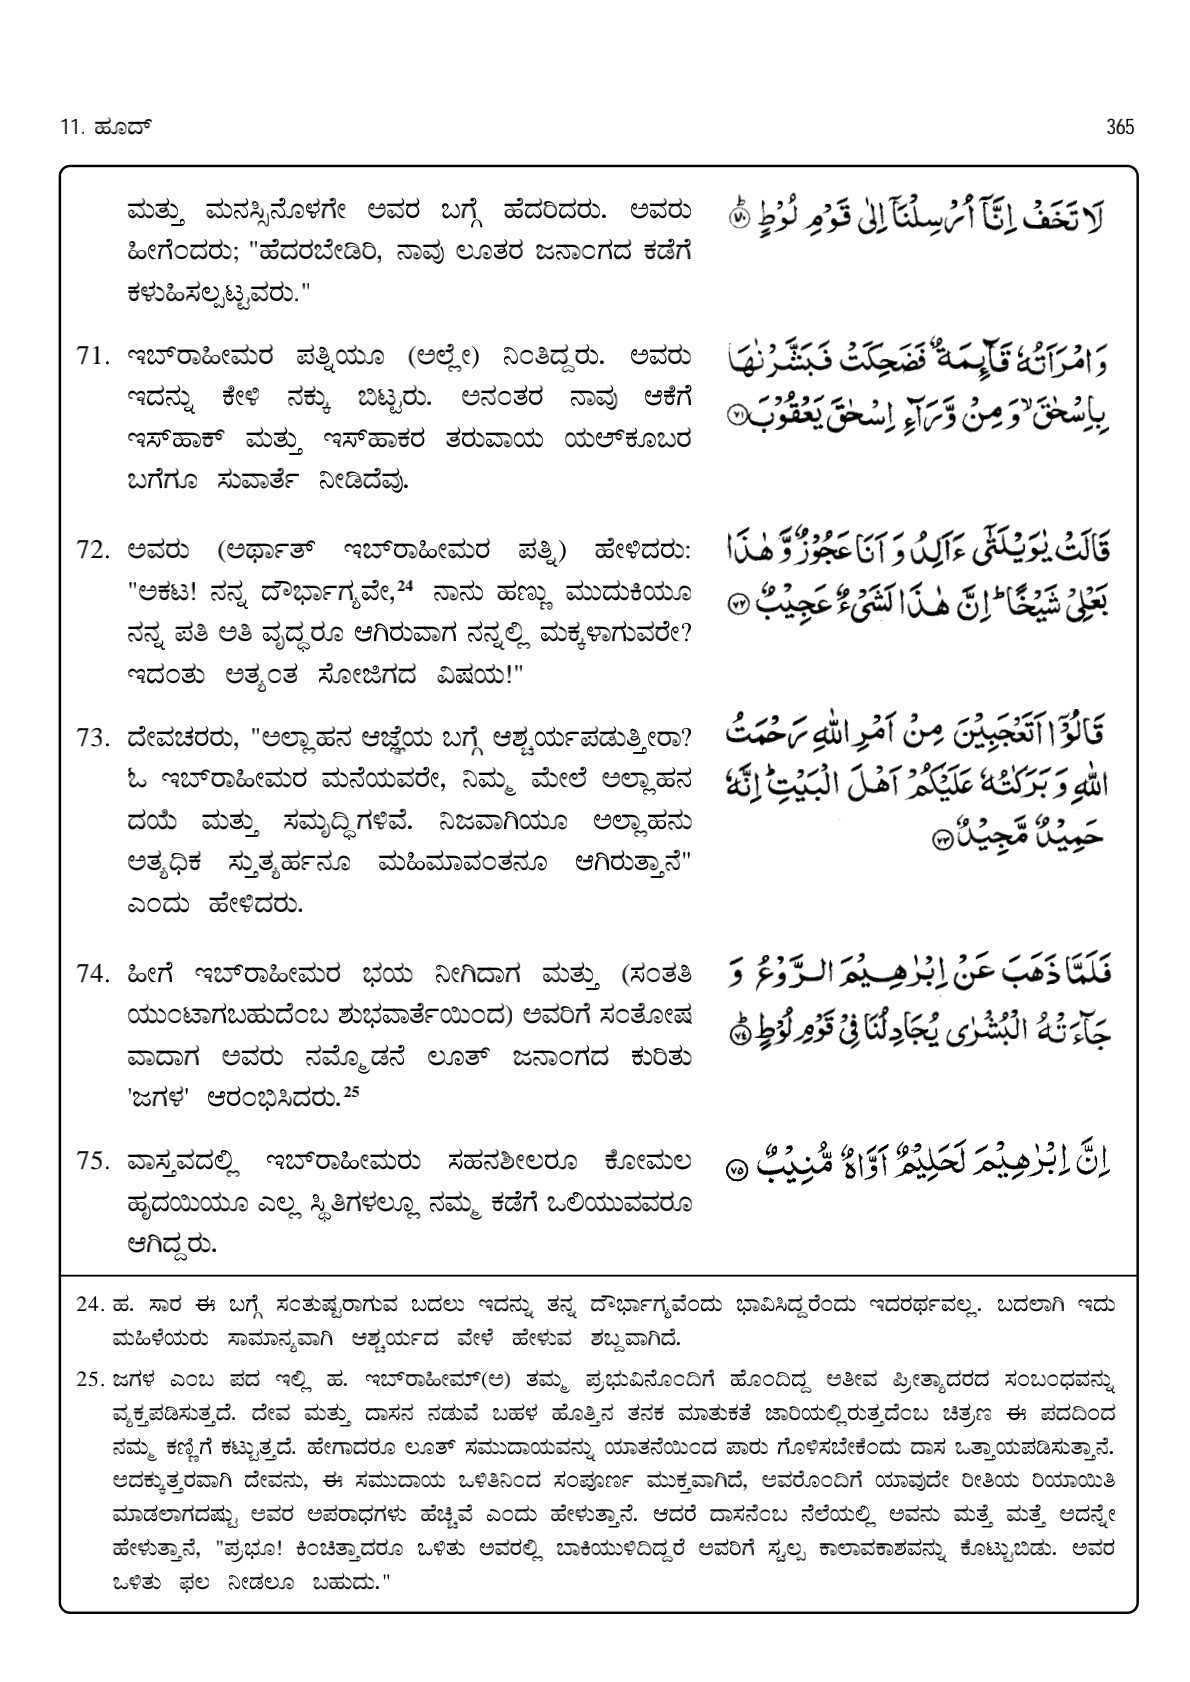 11. ಹೂದ್
365
ಮತ್ತು ಮನಸ್ಸಿನೊಳಗೇ ಅವರ ಬಗ್ಗೆ ಹೆದರಿದರು. ಅವರು
ಹೀಗೆಂದರು; "ಹೆದರಬೇಡಿರಿ, ನಾವು ಲೂತರ ಜನಾಂಗದ ಕಡೆಗೆ
ಕಳುಹಿಸಲ್ಪಟ್ಟವರು."
لَا تَخَفْ اِنَّاۤ اُرْسِلْنَاۤ اِلٰی قَوْمِ لُوْطٍ ؕ۝۷۰
71. ಇಬ್‌ರಾಹೀಮರ ಪತ್ನಿಯೂ (ಅಲ್ಲೇ) ನಿಂತಿದ್ದರು. ಅವರು
ಇದನ್ನು ಕೇಳಿ ನಕ್ಕು ಬಿಟ್ಟರು. ಅನಂತರ ನಾವು ಆಕೆಗೆ
ಇಸ್‌ಹಾಕ್ ಮತ್ತು ಇಸ್‌ಹಾಕರ ತರುವಾಯ ಯಅ್‌ಕೂಬರ
ಬಗೆಗೂ ಸುವಾರ್ತೆ ನೀಡಿದೆವು.
وَ امْرَاَتُهٗ قَآىِٕمَةٌ فَضَحِكَتْ فَبَشَّرْنٰهَا
بِاِسْحٰقَ ۙ وَ مِنْ وَّرَآءِ اِسْحٰقَ یَعْقُوْبَ ۝۷۱
72. ಅವರು (ಅರ್ಥಾತ್ ಇಬ್‌ರಾಹೀಮರ ಪತ್ನಿ) ಹೇಳಿದರು:
"ಅಕಟ! ನನ್ನ ದೌರ್ಭಾಗ್ಯವೇ,24 ನಾನು ಹಣ್ಣು ಮುದುಕಿಯೂ
ನನ್ನ ಪತಿ ಅತಿ ವೃದ್ಧರೂ ಆಗಿರುವಾಗ ನನ್ನಲ್ಲಿ ಮಕ್ಕಳಾಗುವರೇ?
ಇದಂತು ಅತ್ಯಂತ ಸೋಜಿಗದ ವಿಷಯ!"
قَالَتْ یٰوَیْلَتٰۤی ءَاَلِدُ وَ اَنَا عَجُوْزٌ وَّ هٰذَا
بَعْلِیْ شَیْخًا ؕ اِنَّ هٰذَا لَشَیْءٌ عَجِیْبٌ ۝۷۲
73. ದೇವಚರರು, "ಅಲ್ಲಾಹನ ಆಜ್ಞೆಯ ಬಗ್ಗೆ ಆಶ್ಚರ್ಯಪಡುತ್ತೀರಾ?
ಓ ಇಬ್‌ರಾಹೀಮರ ಮನೆಯವರೇ, ನಿಮ್ಮ ಮೇಲೆ ಅಲ್ಲಾಹನ
ದಯೆ ಮತ್ತು ಸಮೃದ್ಧಿಗಳಿವೆ. ನಿಜವಾಗಿಯೂ ಅಲ್ಲಾಹನು
ಅತ್ಯಧಿಕ ಸ್ತುತ್ಯರ್ಹನೂ ಮಹಿಮಾವಂತನೂ ಆಗಿರುತ್ತಾನೆ"
ಎಂದು ಹೇಳಿದರು.
قَالُوْۤا اَتَعْجَبِیْنَ مِنْ اَمْرِ اللّٰهِ رَحْمَتُ
اللّٰهِ وَ بَرَكٰتُهٗ عَلَیْكُمْ اَهْلَ الْبَیْتِ ؕ اِنَّهٗ
حَمِیْدٌ مَّجِیْدٌ ۝۷۳
74. ಹೀಗೆ ಇಬ್‌ರಾಹೀಮರ ಭಯ ನೀಗಿದಾಗ ಮತ್ತು (ಸಂತತಿ
ಯುಂಟಾಗಬಹುದೆಂಬ ಶುಭವಾರ್ತೆಯಿಂದ) ಅವರಿಗೆ ಸಂತೋಷ
ವಾದಾಗ ಅವರು ನಮ್ಮೊಡನೆ ಲೂತ್ ಜನಾಂಗದ ಕುರಿತು
'ಜಗಳ' ಆರಂಭಿಸಿದರು.25
فَلَمَّا ذَهَبَ عَنْ اِبْرٰهِیْمَ الرَّوْعُ وَ
جَآءَتْهُ الْبُشْرٰی یُجَادِلُنَا فِیْ قَوْمِ لُوْطٍ ؕ۝۷۴
75. ವಾಸ್ತವದಲ್ಲಿ ಇಬ್‌ರಾಹೀಮರು ಸಹನಶೀಲರೂ ಕೋಮಲ
ಹೃದಯಿಯೂ ಎಲ್ಲ ಸ್ಥಿತಿಗಳಲ್ಲೂ ನಮ್ಮ ಕಡೆಗೆ ಒಲಿಯುವವರೂ
ಆಗಿದ್ದರು.
اِنَّ اِبْرٰهِیْمَ لَحَلِیْمٌ اَوَّاهٌ مُّنِیْبٌ ۝۷۵
24. ಹ. ಸಾರ ಈ ಬಗ್ಗೆ ಸಂತುಷ್ಟರಾಗುವ ಬದಲು ಇದನ್ನು ತನ್ನ ದೌರ್ಭಾಗ್ಯವೆಂದು ಭಾವಿಸಿದ್ದರೆಂದು ಇದರರ್ಥವಲ್ಲ. ಬದಲಾಗಿ ಇದು
ಮಹಿಳೆಯರು ಸಾಮಾನ್ಯವಾಗಿ ಆಶ್ಚರ್ಯದ ವೇಳೆ ಹೇಳುವ ಶಬ್ದವಾಗಿದೆ.
25. ಜಗಳ ಎಂಬ ಪದ ಇಲ್ಲಿ ಹ. ಇಬ್‌ರಾಹೀಮ್(ಅ) ತಮ್ಮ ಪ್ರಭುವಿನೊಂದಿಗೆ ಹೊಂದಿದ್ದ ಅತೀವ ಪ್ರೀತ್ಯಾದರದ ಸಂಬಂಧವನ್ನು
ವ್ಯಕ್ತಪಡಿಸುತ್ತದೆ. ದೇವ ಮತ್ತು ದಾಸನ ನಡುವೆ ಬಹಳ ಹೊತ್ತಿನ ತನಕ ಮಾತುಕತೆ ಜಾರಿಯಲ್ಲಿರುತ್ತದೆಂಬ ಚಿತ್ರಣ ಈ ಪದದಿಂದ
ನಮ್ಮ ಕಣ್ಣಿಗೆ ಕಟ್ಟುತ್ತದೆ. ಹೇಗಾದರೂ ಲೂತ್ ಸಮುದಾಯವನ್ನು ಯಾತನೆಯಿಂದ ಪಾರು ಗೊಳಿಸಬೇಕೆಂದು ದಾಸ ಒತ್ತಾಯಪಡಿಸುತ್ತಾನೆ.
ಅದಕ್ಕುತ್ತರವಾಗಿ ದೇವನು, ಈ ಸಮುದಾಯ ಒಳಿತಿನಿಂದ ಸಂಪೂರ್ಣ ಮುಕ್ತವಾಗಿದೆ, ಅವರೊಂದಿಗೆ ಯಾವುದೇ ರೀತಿಯ ರಿಯಾಯಿತಿ
ಮಾಡಲಾಗದಷ್ಟು ಅವರ ಅಪರಾಧಗಳು ಹೆಚ್ಚಿವೆ ಎಂದು ಹೇಳುತ್ತಾನೆ. ಆದರೆ ದಾಸನೆಂಬ ನೆಲೆಯಲ್ಲಿ ಅವನು ಮತ್ತೆ ಮತ್ತೆ ಅದನ್ನೇ
ಹೇಳುತ್ತಾನೆ, "ಪ್ರಭೂ! ಕಿಂಚಿತ್ತಾದರೂ ಒಳಿತು ಅವರಲ್ಲಿ ಬಾಕಿಯುಳಿದಿದ್ದರೆ ಅವರಿಗೆ ಸ್ವಲ್ಪ ಕಾಲಾವಕಾಶವನ್ನು ಕೊಟ್ಟುಬಿಡು. ಅವರ
ಒಳಿತು ಫಲ ನೀಡಲೂ ಬಹುದು."